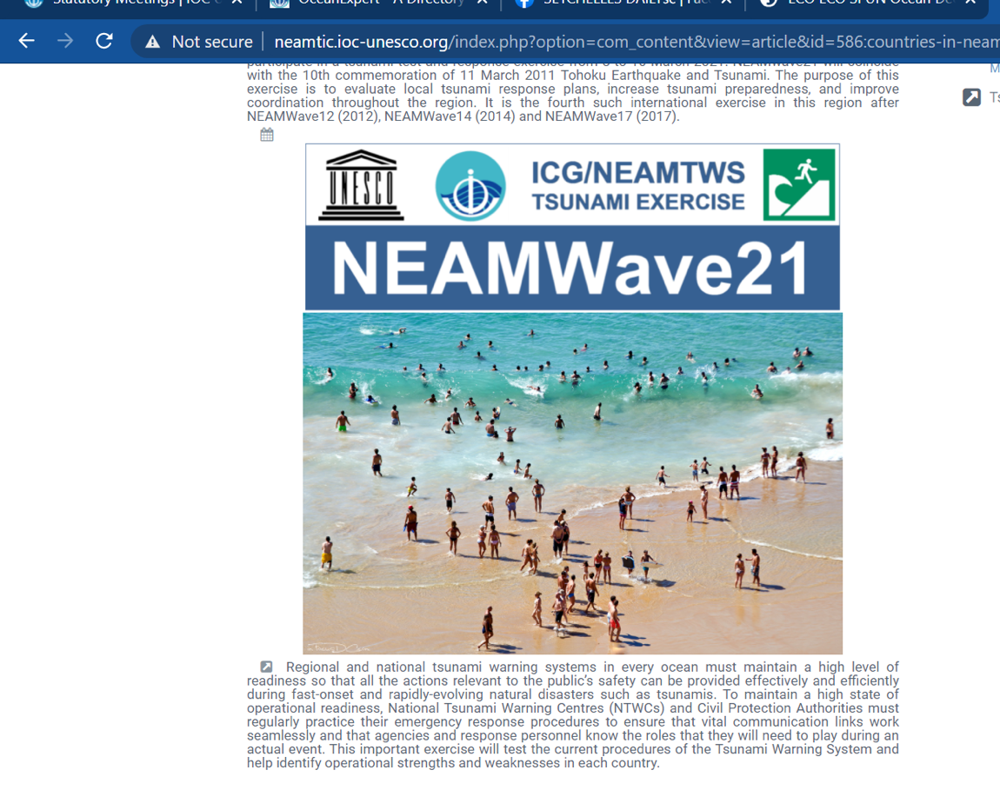 Statutory Meetings | IOC
OceanExpert - A Directory
SEYCHELLES DAILY
ECO ECO SPUN Ocean De
Not secure
neamtic.ioc-unesco.org/index.php?option=com_content&view=article&id=586:countries-in-neam
participate in a tsunami test and response exercise from 8 to 10 March 2021. NEAMWave21 will coincide
with the 10th commemoration of 11 March 2011 Tohoku Earthquake and Tsunami. The purpose of this
exercise is to evaluate local tsunami response plans, increase tsunami preparedness, and improve
coordination throughout the region. It is the fourth such international exercise in this region after
NEAMWave12 (2012), NEAMWave14 (2014) and NEAMWave17 (2017).
UNESCO
ICG/NEAMTWS
TSUNAMI EXERCISE
NEAMWave21
Regional and national tsunami warning systems in every ocean must maintain a high level of
readiness so that all the actions relevant to the public's safety can be provided effectively and efficiently
during fast-onset and rapidly-evolving natural disasters such as tsunamis. To maintain a high state of
operational readiness, National Tsunami Warning Centres (NTWCs) and Civil Protection Authorities must
regularly practice their emergency response procedures to ensure that vital communication links work
seamlessly and that agencies and response personnel know the roles that they will need to play during an
actual event. This important exercise will test the current procedures of the Tsunami Warning System and
help identify operational strengths and weaknesses in each country.